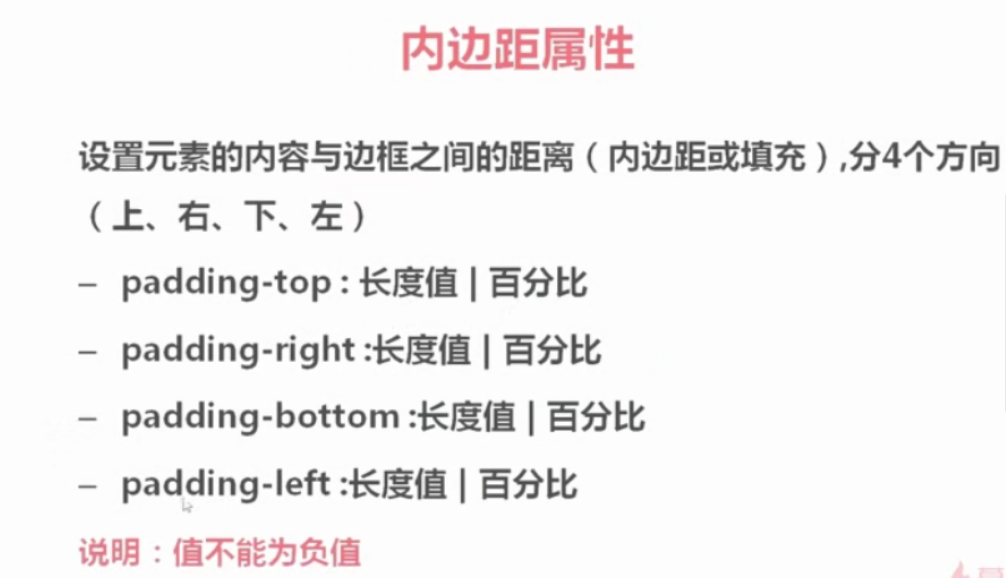 内边距属性
设置元素的内容与边框之间的距离（内边距或填充）,分4个方向
（上、右、下、左）
– padding-top : 长度值 | 百分比
– padding-right :长度值 | 百分比
– padding-bottom :长度值 | 百分比
– padding-left :长度值 | 百分比
说明：值不能为负值